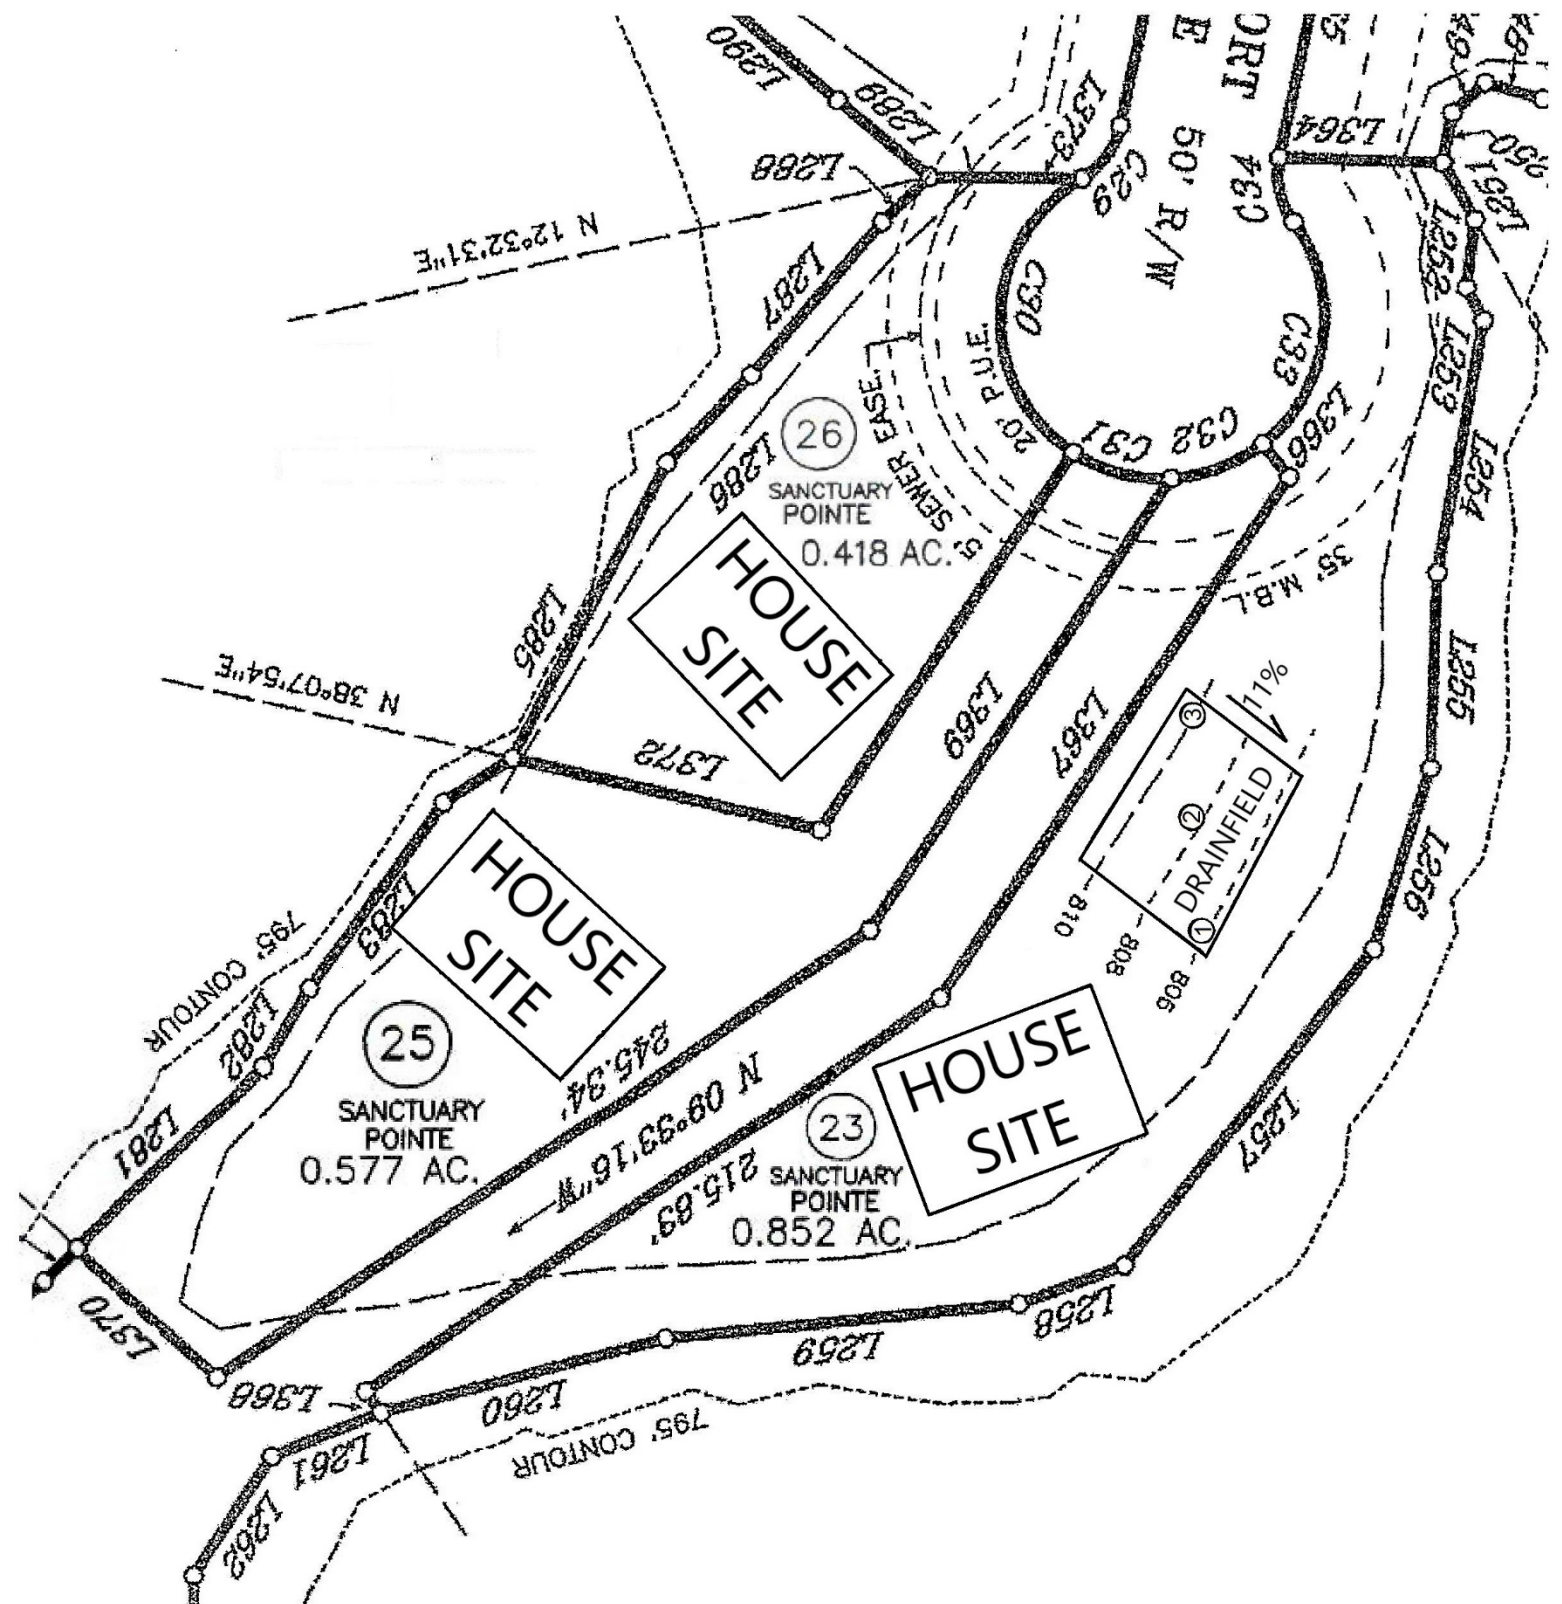 ORT
E
50' R/W
L290
L289
L288
L373
C29
L364
C34
L250
L251
L252
L253
L254
L255
L256
L257
L258
L259
L260
L261
L262
N 12°32'31"E
L287
C30
C33
L366
C31
C32
20' P.U.E.
5' SEWER EASE.
35' M.B.L.
L286
26
SANCTUARY
POINTE
0.418 AC.
HOUSE
SITE
L285
N 38°07'54"E
L372
L369
L367
11%
3
2
1
DRAINFIELD
810
808
806
HOUSE
SITE
L283
795' CONTOUR
L282
25
SANCTUARY
POINTE
0.577 AC.
L281
245.34'
N 09°33'16"W
215.83'
23
SANCTUARY
POINTE
0.852 AC.
HOUSE
SITE
L370
L368
795' CONTOUR